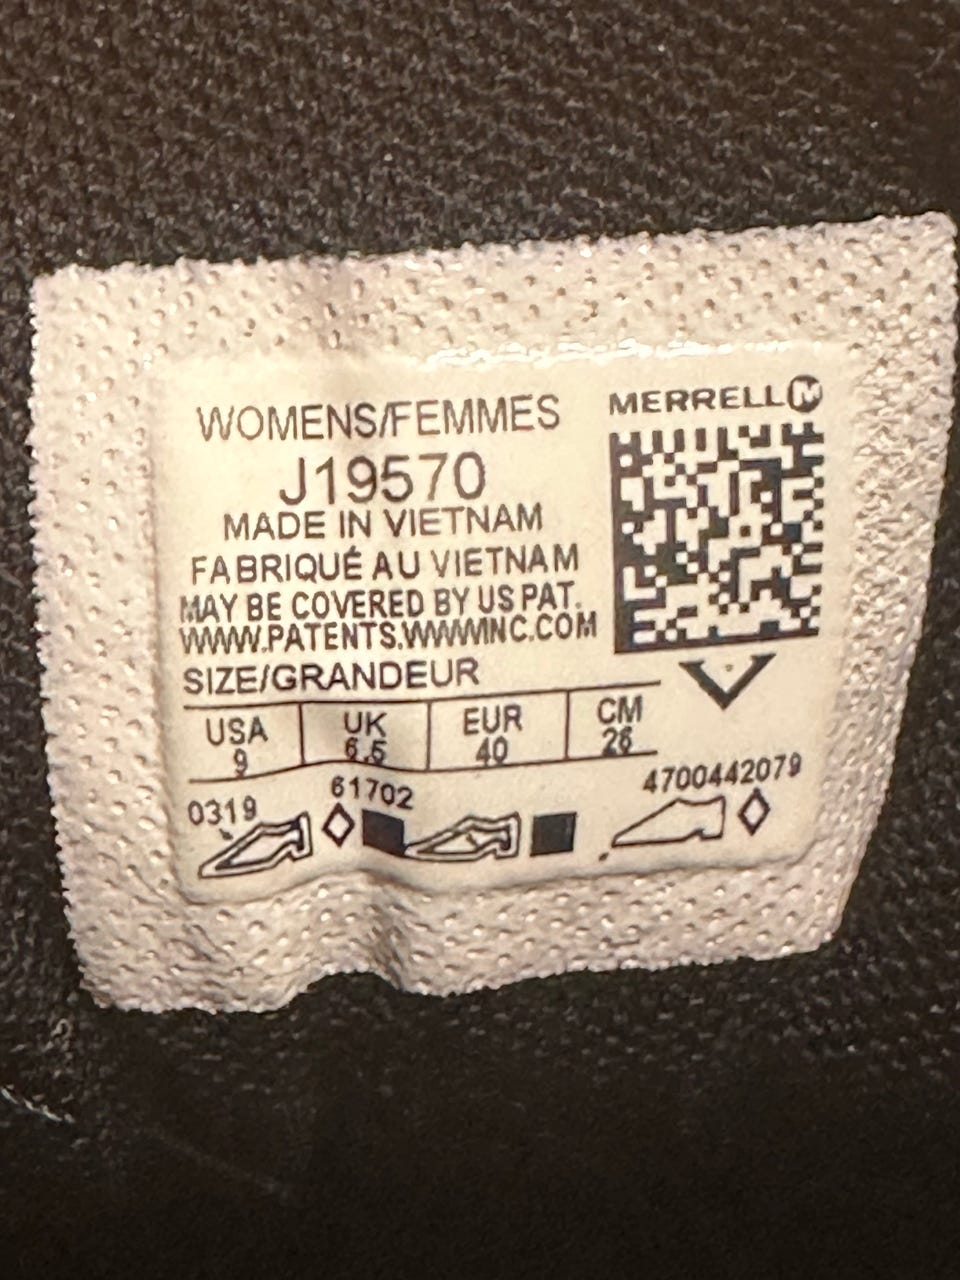 WOMENS/FEMMES
J19570
MADE IN VIETNAM
FABRIQUÉ AU VIETNAM
MAY BE COVERED BY US PAT.
WWW.PATENTS.WWWINC.COM
MERRELL M
SIZE/GRANDEUR
USA UK EUR CM
9 6.5 40 26
0319 61702 4700442079